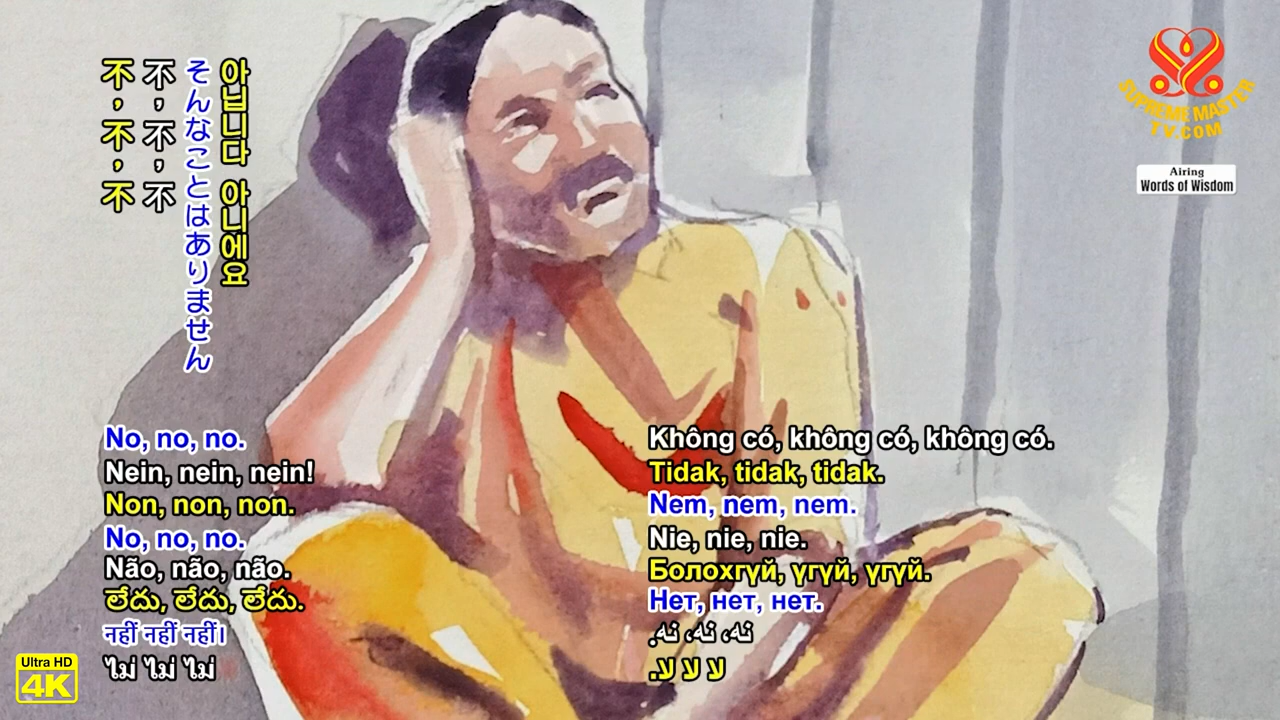 不，不，不
不，不，不
そんなことはありません
아닙니다 아니에요
SUPREME MASTER
TV.COM
Airing
Words of Wisdom
No, no, no.
Nein, nein, nein!
Non, non, non.
No, no, no.
Não, não, não.
లేదు, లేదు, లేదు.
नहीं नहीं नहीं।
ไม่ ไม่ ไม่
Không có, không có, không có.
Tidak, tidak, tidak.
Nem, nem, nem.
Nie, nie, nie.
Болохгүй, үгүй, үгүй.
Нет, нет, нет.
نه، نه، نه.
لا لا لا.
Ultra HD
4K